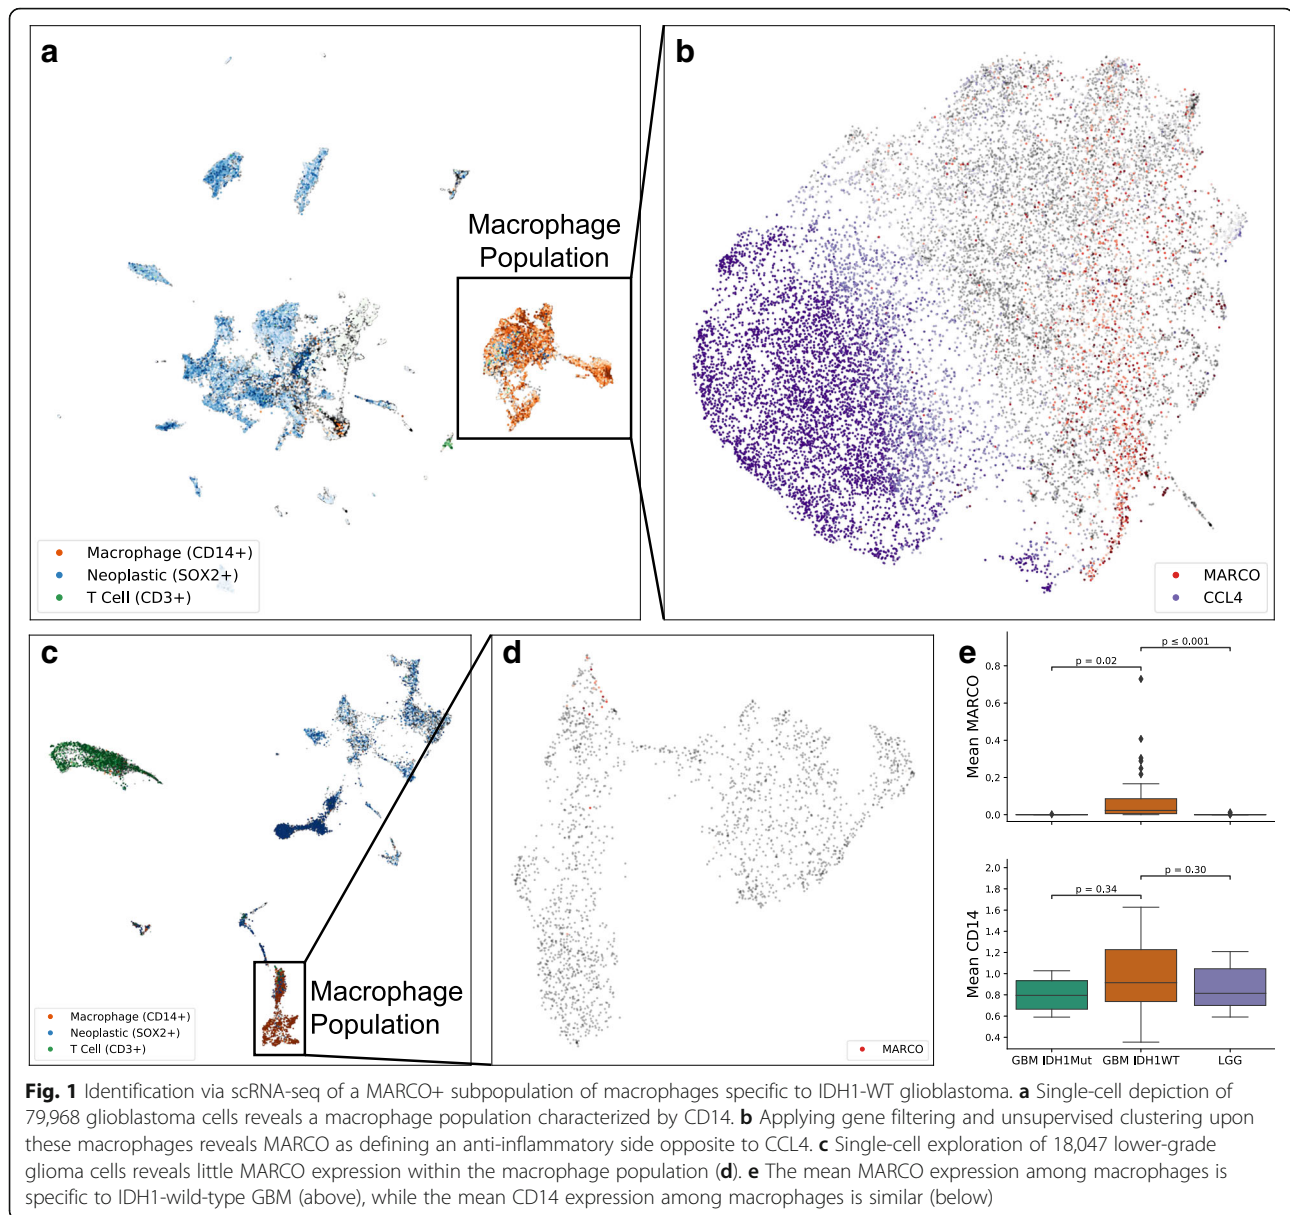 a
Macrophage
Population
Macrophage (CD14+)
Neoplastic (SOX2+)
T Cell (CD3+)
b
MARCO
CCL4
c
Macrophage
Population
Macrophage (CD14+)
Neoplastic (SOX2+)
T Cell (CD3+)
d
MARCO
e
p ≤ 0.001
p = 0.02
Mean MARCO
0.8
0.6
0.4
0.2
0.0
p = 0.30
p = 0.34
Mean CD14
2.0
1.8
1.6
1.4
1.2
1.0
0.8
0.6
0.4
GBM IDH1Mut GBM IDH1WT LGG
Fig. 1 Identification via scRNA-seq of a MARCO+ subpopulation of macrophages specific to IDH1-WT glioblastoma. a Single-cell depiction of
79,968 glioblastoma cells reveals a macrophage population characterized by CD14. b Applying gene filtering and unsupervised clustering upon
these macrophages reveals MARCO as defining an anti-inflammatory side opposite to CCL4. c Single-cell exploration of 18,047 lower-grade
glioma cells reveals little MARCO expression within the macrophage population (d). e The mean MARCO expression among macrophages is
specific to IDH1-wild-type GBM (above), while the mean CD14 expression among macrophages is similar (below)